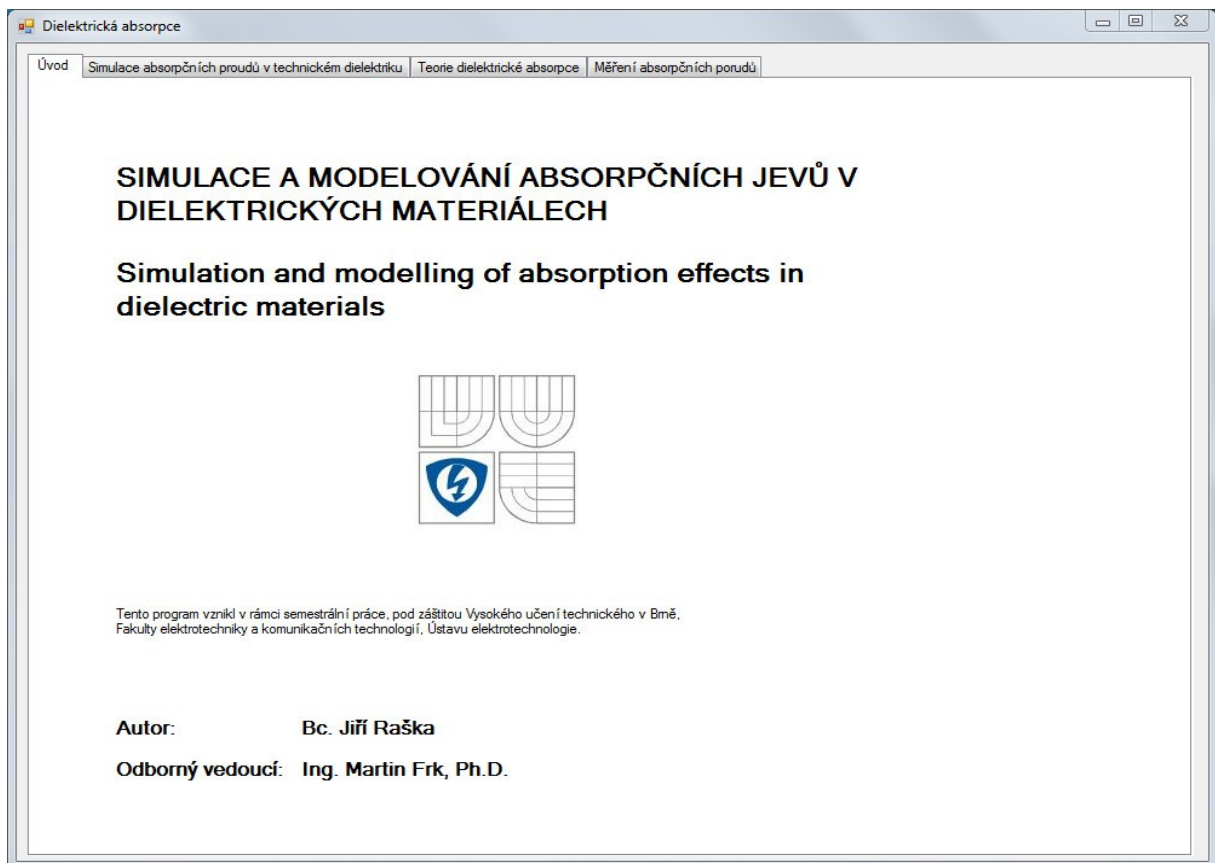 Dielektrická absorpce
Úvod
Simulace absorpčních proudů v technickém dielektriku
Teorie dielektrické absorpce
Měření absorpčních porudů
SIMULACE A MODELOVÁNÍ ABSORPČNÍCH JEVŮ V
DIELEKTRICKÝCH MATERIÁLECH
Simulation and modelling of absorption effects in
dielectric materials
Tento program vznikl v rámci semestrální práce, pod záštitou Vysokého učení technického v Brně,
Fakulty elektrotechniky a komunikačních technologií, Ústavu elektrotechnologie.
Autor: Bc. Jiří Raška
Odborný vedoucí: Ing. Martin Frk, Ph.D.